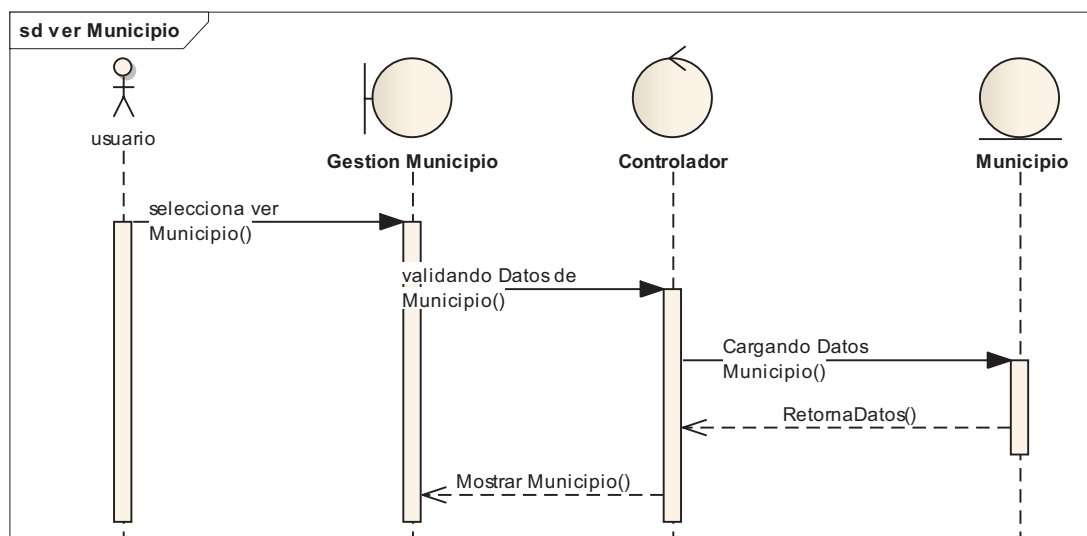 sd ver Municipio
usuario
Gestion Municipio
Controlador
Municipio
selecciona ver
Municipio()
validando Datos de
Municipio()
Cargando Datos
Municipio()
RetornaDatos()
Mostrar Municipio()